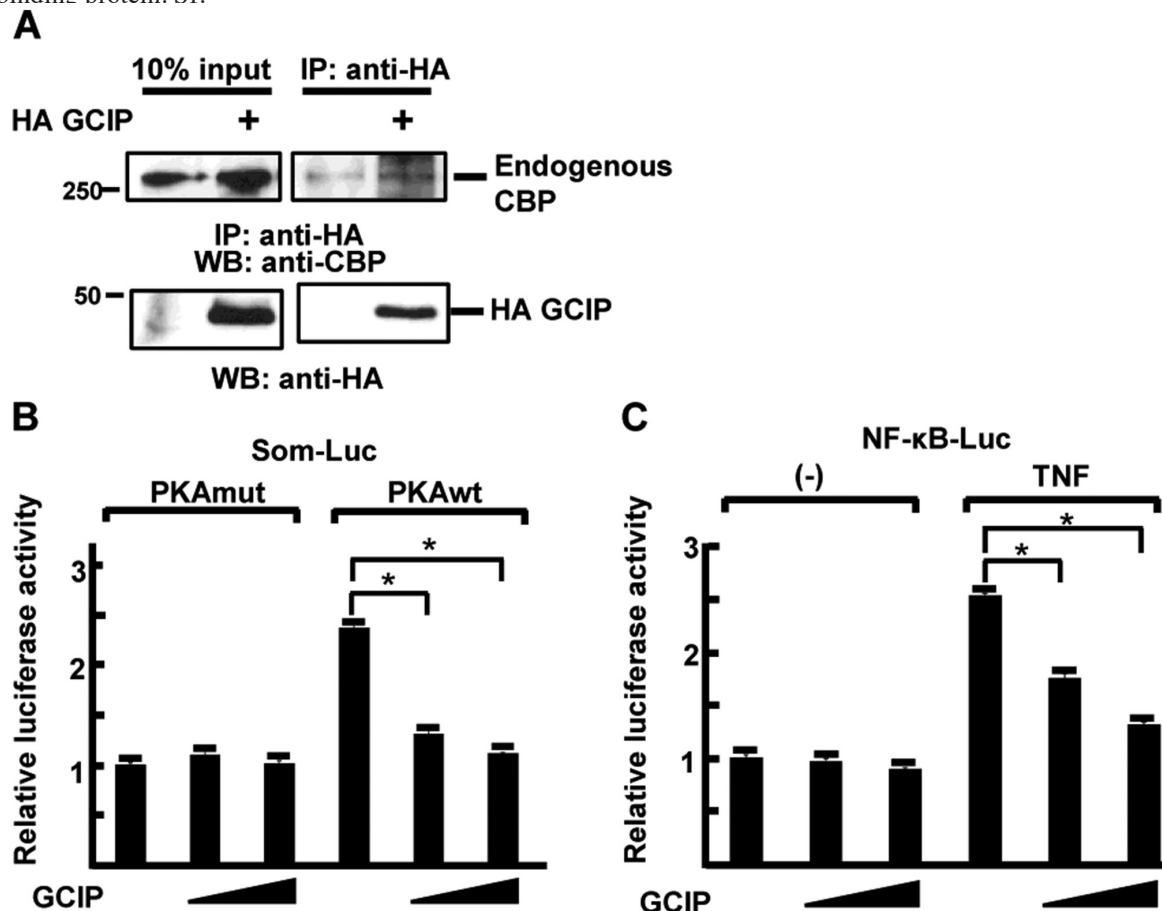 A
10% input IP: anti-HA
HA GCIP + +
250 Endogenous CBP
IP: anti-HA
WB: anti-CBP
50 HA GCIP
WB: anti-HA
B
Som-Luc
PKAmut PKAwt
Relative luciferase activity
3
2
1
* *
GCIP
C
NF-κB-Luc
(-) TNF
Relative luciferase activity
3
2
1
* *
GCIP